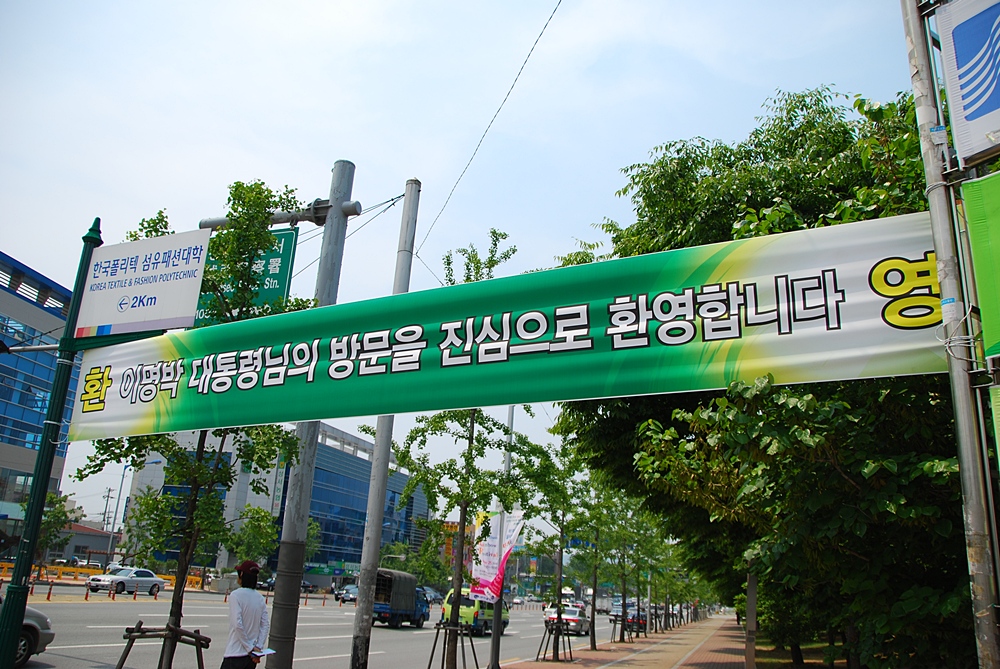 한국폴리텍 섬유패션대학
KOREA TEXTILE & FASHION POLYTECHNIC
2Km
Stn.
환 이명박 대통령님의 방문을 진심으로 환영합니다 영